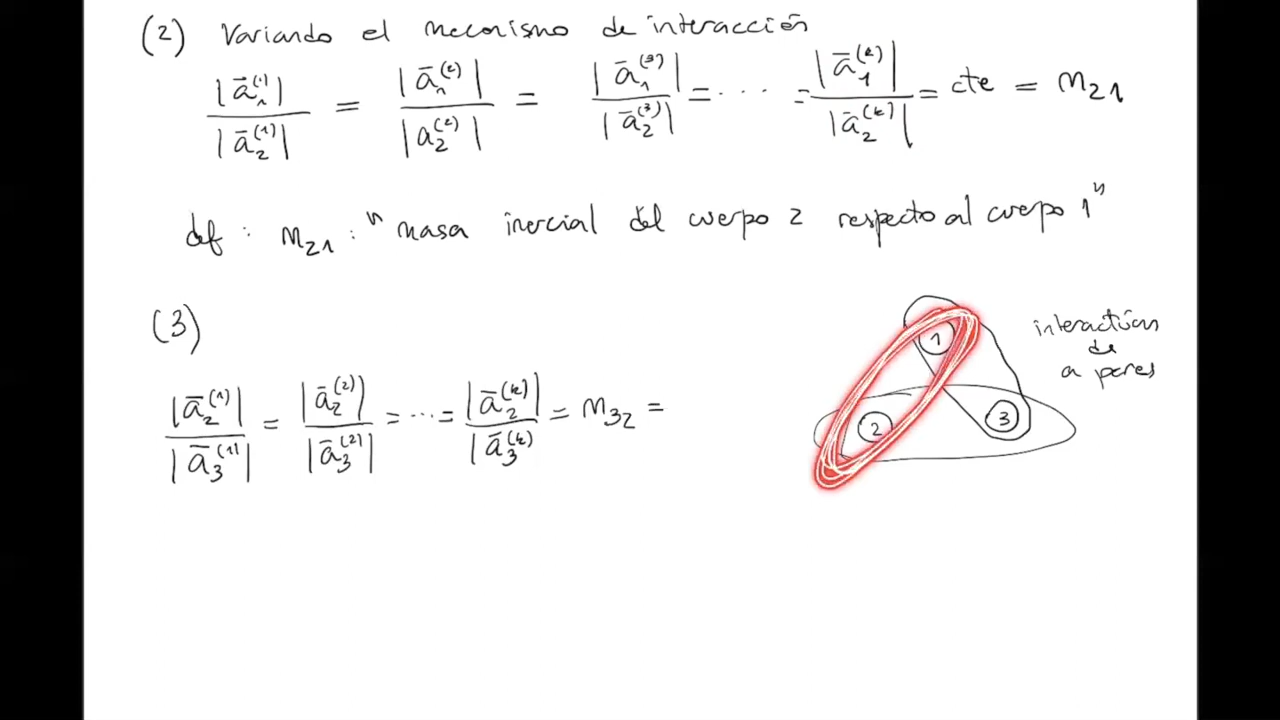 (2) Variando el mecanismo de interacción
|ā₁⁽¹⁾| / |ā₂⁽¹⁾| = |ā₁⁽²⁾| / |a₂⁽²⁾| = |ā₁⁽³⁾| / |ā₂⁽³⁾| = ... = |ā₁⁽ᵏ⁾| / |ā₂⁽ᵏ⁾| = cte = m₂₁
def : m₂₁ : "masa inercial del cuerpo 2 respecto al cuerpo 1"
(3)
1
interactúan
de
a pares
2
3
|ā₂⁽¹⁾| / |ā₃⁽¹⁾| = |ā₂⁽²⁾| / |ā₃⁽²⁾| = ... = |ā₂⁽ᵏ⁾| / |ā₃⁽ᵏ⁾ = m₃₂ =